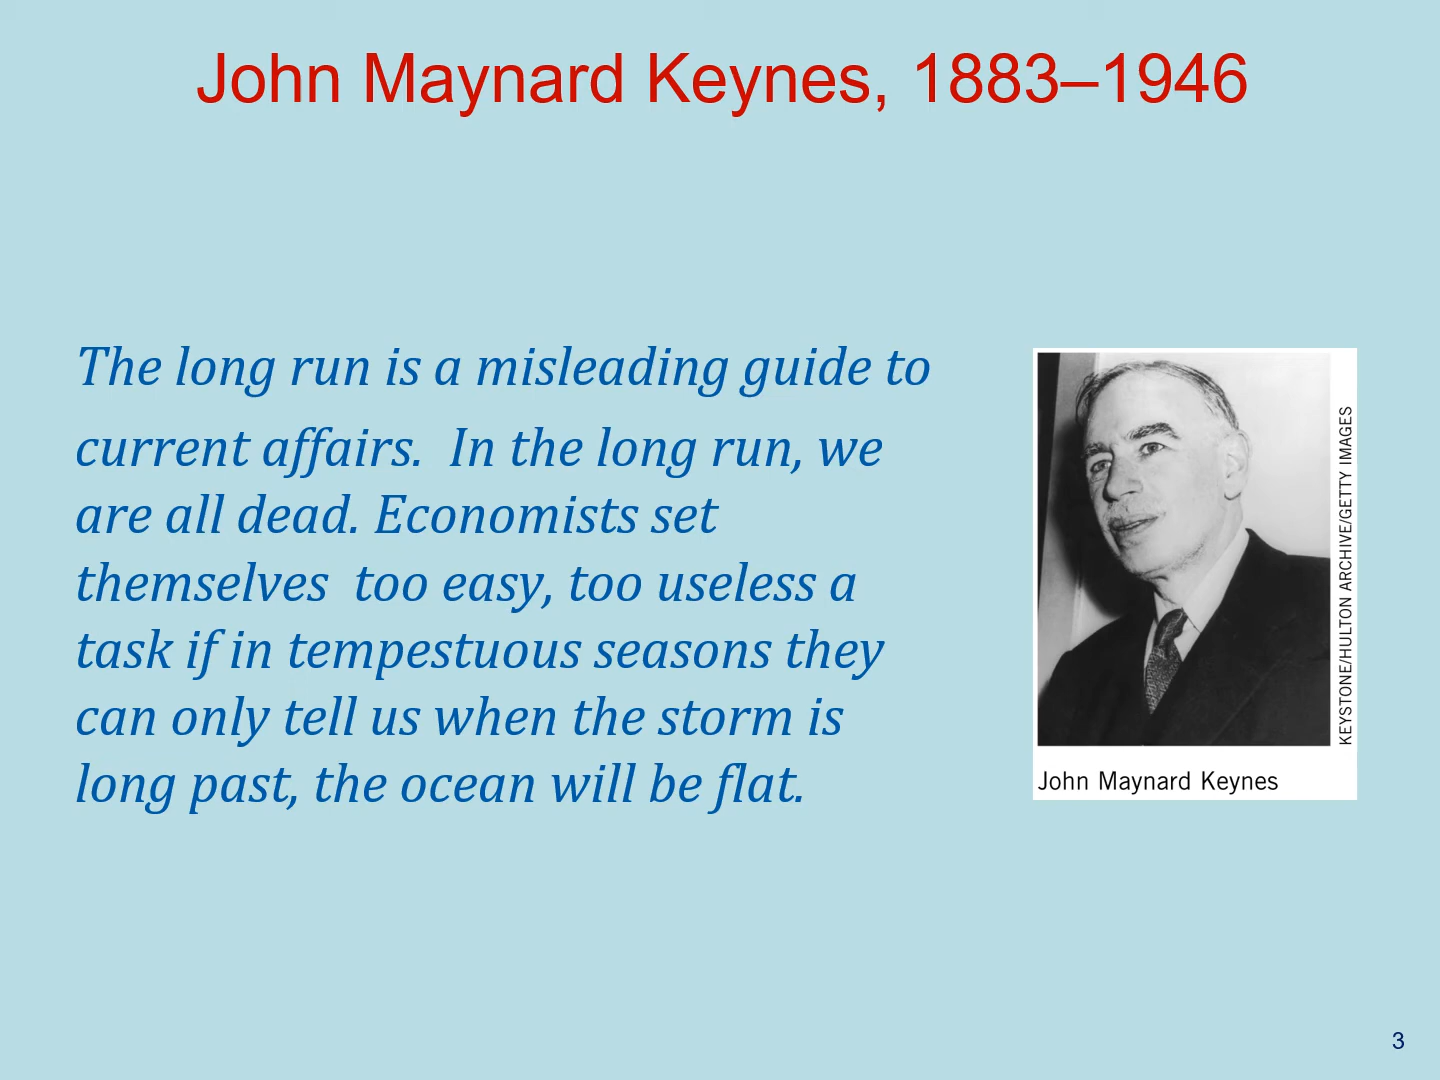 John Maynard Keynes, 1883–1946
The long run is a misleading guide to
current affairs.  In the long run, we
are all dead. Economists set
themselves  too easy, too useless a
task if in tempestuous seasons they
can only tell us when the storm is
long past, the ocean will be flat.
KEYSTONE/HULTON ARCHIVE/GETTY IMAGES
John Maynard Keynes
3